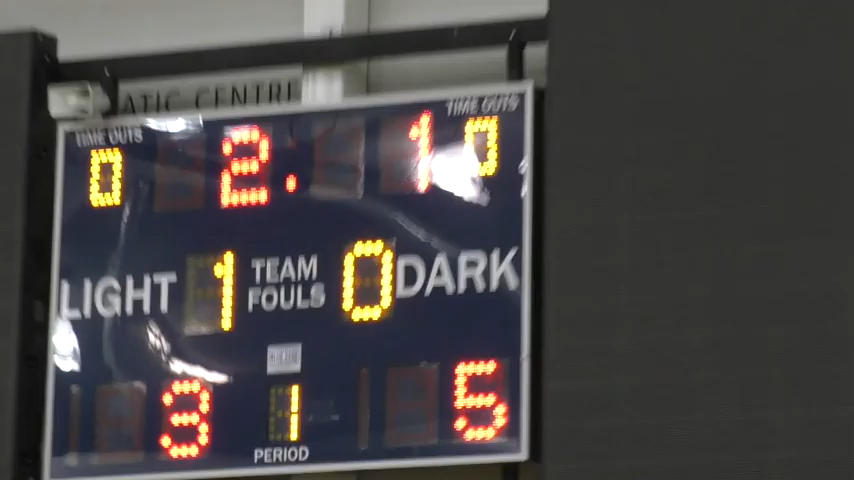 ATIC CENTRE
TIME OUTS
TIME OUTS
0
2.1
0
LIGHT
1
TEAM
FOULS
0
DARK
3
1
5
PERIOD